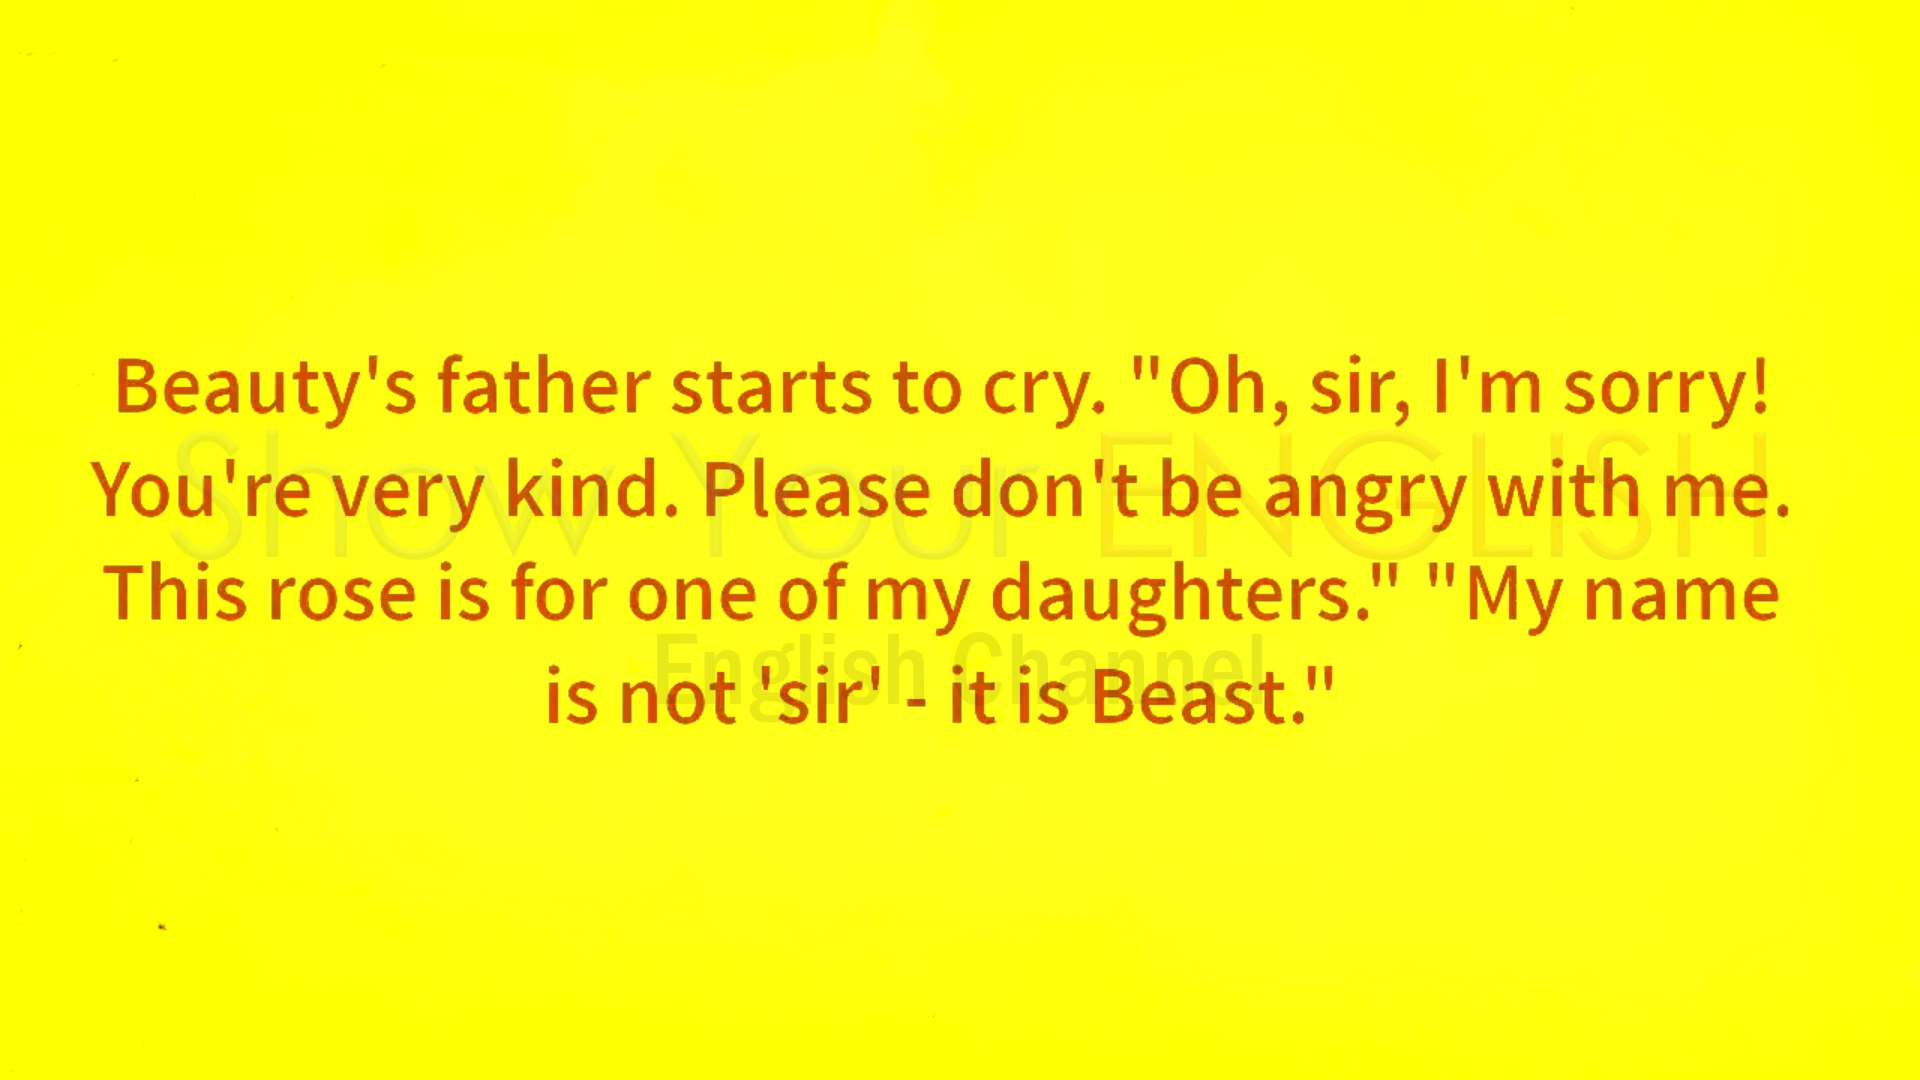 Beauty's father starts to cry. "Oh, sir, I'm sorry!
You're very kind. Please don't be angry with me.
This rose is for one of my daughters." "My name
is not 'sir' - it is Beast."
Show Your ENGLISH
English Channel